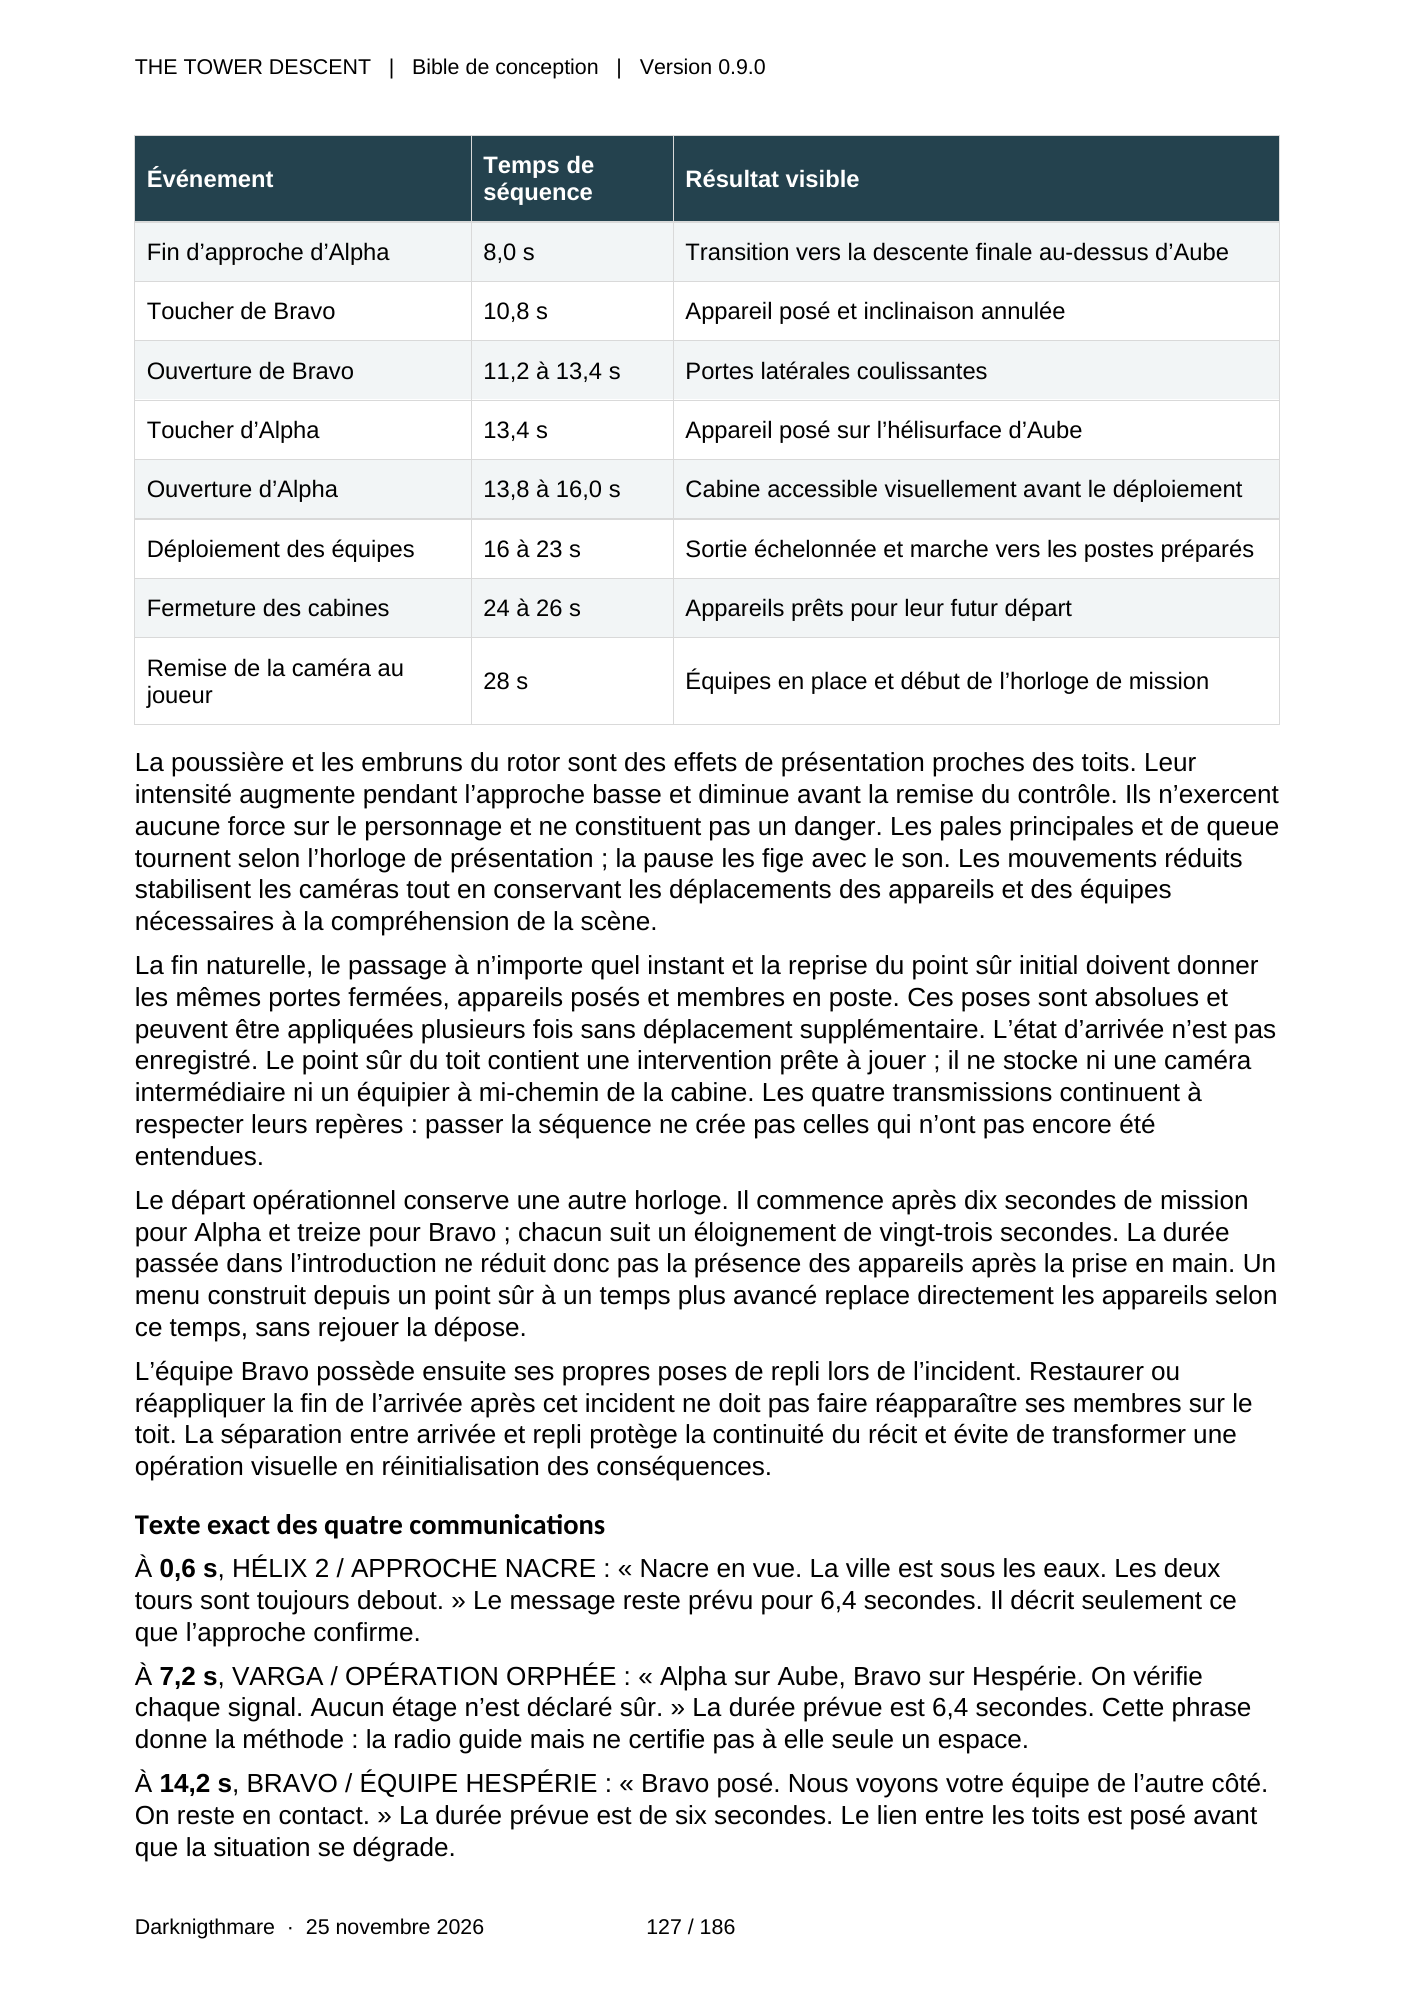 THE TOWER DESCENT | Bible de conception | Version 0.9.0
Événement
Temps de
séquence
Résultat visible
Fin d’approche d’Alpha
8,0 s
Transition vers la descente finale au-dessus d’Aube
Toucher de Bravo
10,8 s
Appareil posé et inclinaison annulée
Ouverture de Bravo
11,2 à 13,4 s
Portes latérales coulissantes
Toucher d’Alpha
13,4 s
Appareil posé sur l’hélisurface d’Aube
Ouverture d’Alpha
13,8 à 16,0 s
Cabine accessible visuellement avant le déploiement
Déploiement des équipes
16 à 23 s
Sortie échelonnée et marche vers les postes préparés
Fermeture des cabines
24 à 26 s
Appareils prêts pour leur futur départ
Remise de la caméra au
joueur
28 s
Équipes en place et début de l’horloge de mission
La poussière et les embruns du rotor sont des effets de présentation proches des toits. Leur
intensité augmente pendant l’approche basse et diminue avant la remise du contrôle. Ils n’exercent
aucune force sur le personnage et ne constituent pas un danger. Les pales principales et de queue
tournent selon l’horloge de présentation ; la pause les fige avec le son. Les mouvements réduits
stabilisent les caméras tout en conservant les déplacements des appareils et des équipes
nécessaires à la compréhension de la scène.
La fin naturelle, le passage à n’importe quel instant et la reprise du point sûr initial doivent donner
les mêmes portes fermées, appareils posés et membres en poste. Ces poses sont absolues et
peuvent être appliquées plusieurs fois sans déplacement supplémentaire. L’état d’arrivée n’est pas
enregistré. Le point sûr du toit contient une intervention prête à jouer ; il ne stocke ni une caméra
intermédiaire ni un équipier à mi-chemin de la cabine. Les quatre transmissions continuent à
respecter leurs repères : passer la séquence ne crée pas celles qui n’ont pas encore été
entendues.
Le départ opérationnel conserve une autre horloge. Il commence après dix secondes de mission
pour Alpha et treize pour Bravo ; chacun suit un éloignement de vingt-trois secondes. La durée
passée dans l’introduction ne réduit donc pas la présence des appareils après la prise en main. Un
menu construit depuis un point sûr à un temps plus avancé replace directement les appareils selon
ce temps, sans rejouer la dépose.
L’équipe Bravo possède ensuite ses propres poses de repli lors de l’incident. Restaurer ou
réappliquer la fin de l’arrivée après cet incident ne doit pas faire réapparaître ses membres sur le
toit. La séparation entre arrivée et repli protège la continuité du récit et évite de transformer une
opération visuelle en réinitialisation des conséquences.
Texte exact des quatre communications
À 0,6 s, HÉLIX 2 / APPROCHE NACRE : « Nacre en vue. La ville est sous les eaux. Les deux
tours sont toujours debout. » Le message reste prévu pour 6,4 secondes. Il décrit seulement ce
que l’approche confirme.
À 7,2 s, VARGA / OPÉRATION ORPHÉE : « Alpha sur Aube, Bravo sur Hespérie. On vérifie
chaque signal. Aucun étage n’est déclaré sûr. » La durée prévue est 6,4 secondes. Cette phrase
donne la méthode : la radio guide mais ne certifie pas à elle seule un espace.
À 14,2 s, BRAVO / ÉQUIPE HESPÉRIE : « Bravo posé. Nous voyons votre équipe de l’autre côté.
On reste en contact. » La durée prévue est de six secondes. Le lien entre les toits est posé avant
que la situation se dégrade.
Darknigthmare · 25 novembre 2026
127 / 186